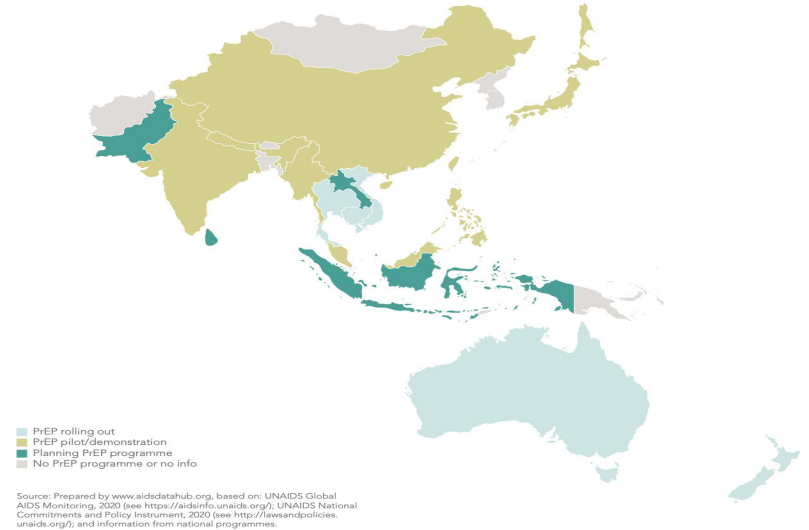 PrEP rolling out
PrEP pilot/demonstration
Planning PrEP programme
No PrEP programme or no info
Source: Prepared by www.aidsdatahub.org, based on: UNAIDS Global
AIDS Monitoring, 2020 (see https://aidsinfo.unaids.org/); UNAIDS National
Commitments and Policy Instrument, 2020 (see http://lawsandpolicies.
unaids.org/); and information from national programmes.